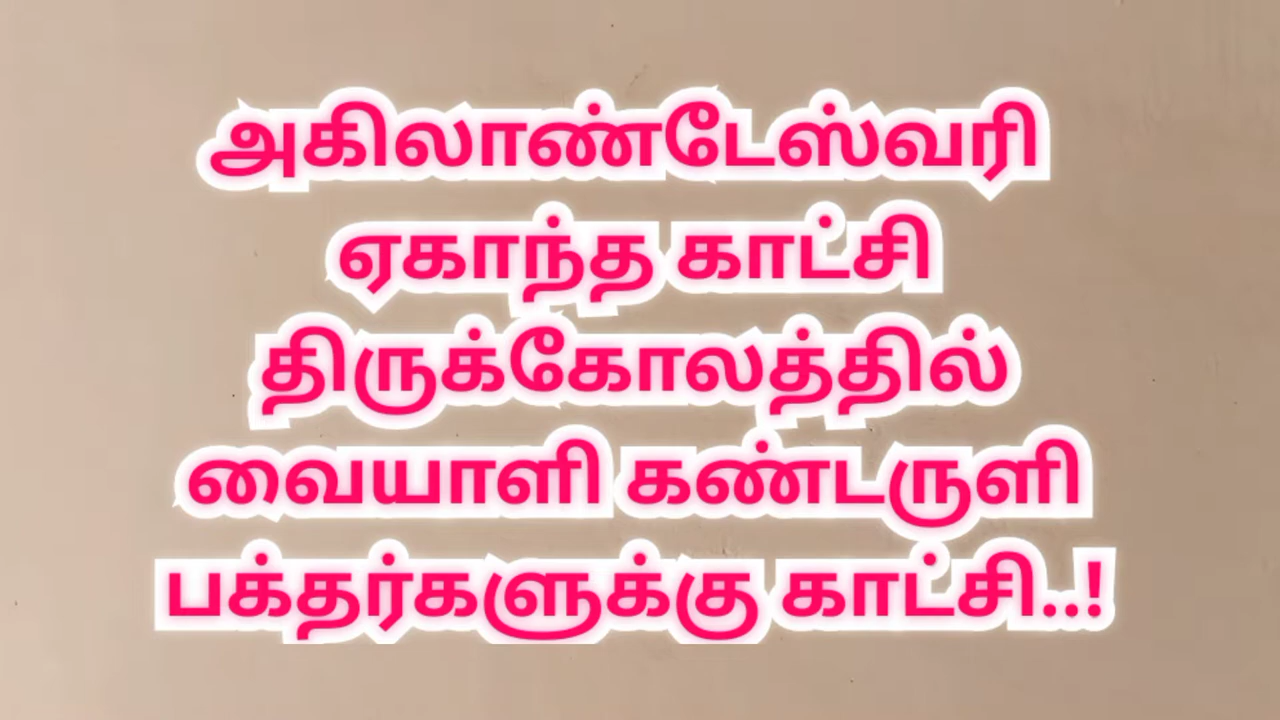 அகிலாண்டேஸ்வரி
ஏகாந்த காட்சி
திருக்கோலத்தில்
வையாளி கண்டருளி
பக்தர்களுக்கு காட்சி..!